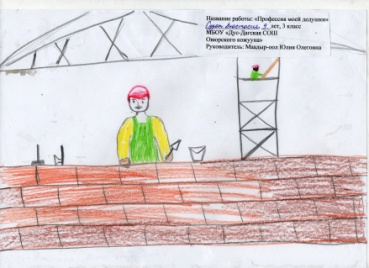 Название работы: «Профессия моей дедушки»
9 лет, 3 класс
МБОУ «Дус-Дагская СОШ
Овюрского кожууна»
Руководитель: Маадыр-оол Юлия Олеговна